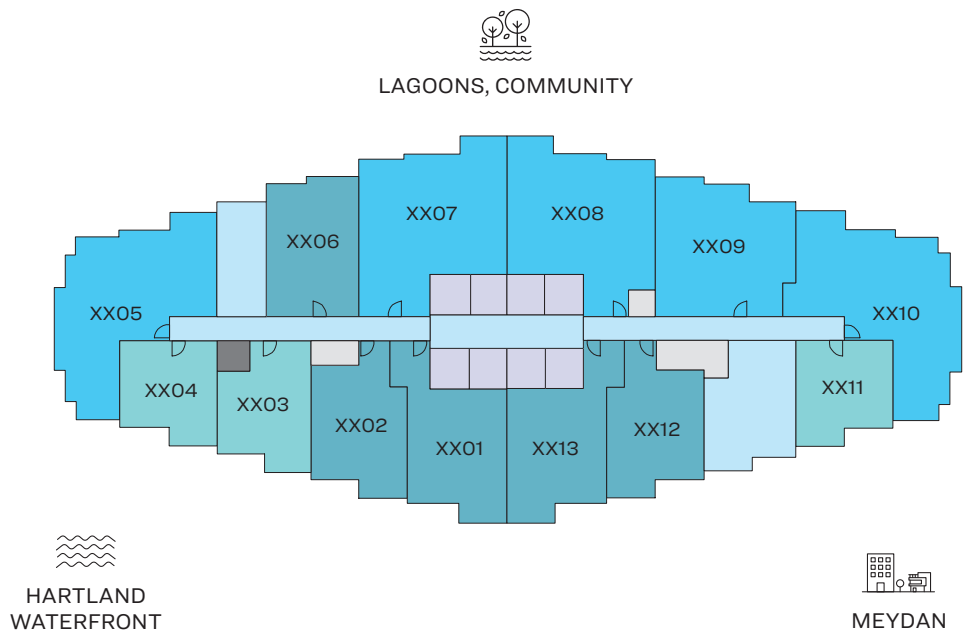 LAGOONS, COMMUNITY
XX07
XX08
XX06
XX09
XX05
XX10
XX04
XX03
XX11
XX02
XX12
XX01
XX13
HARTLAND
WATERFRONT
MEYDAN